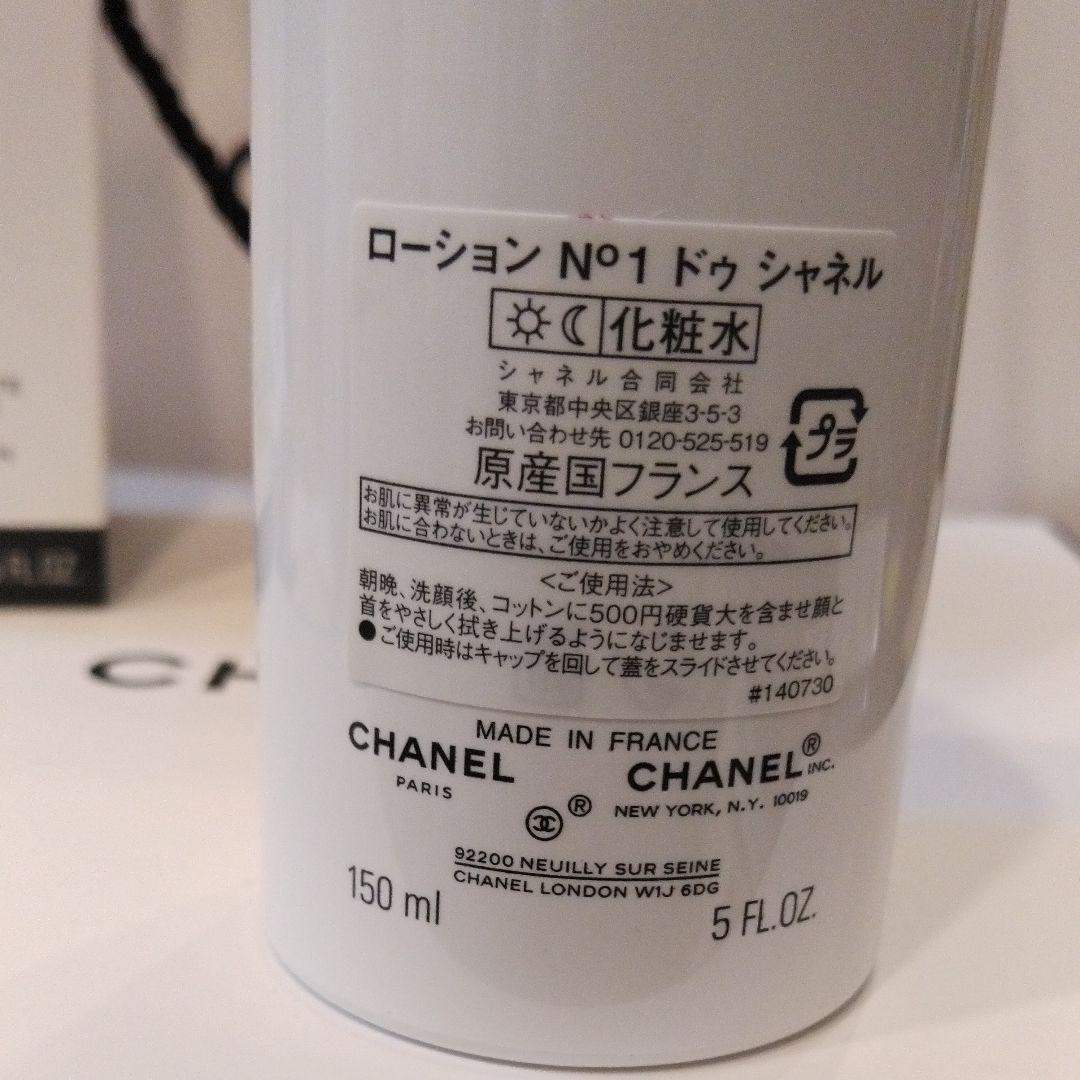 ローション Nº1 ドゥ シャネル
化粧水
シャネル合同会社
東京都中央区銀座3-5-3
お問い合わせ先 0120-525-519
プラ
原産国フランス
お肌に異常が生じていないかよく注意して使用してください。
お肌に合わないときは、ご使用をおやめください。
<ご使用法>
朝晩、洗顔後、コットンに500円硬貨大を含ませ顔と
首をやさしく拭き上げるようになじませます。
●ご使用時はキャップを回して蓋をスライドさせてください。
#140730
MADE IN FRANCE
CHANEL
PARIS
CHANEL® INC.
NEW YORK, N.Y. 10019
®
92200 NEUILLY SUR SEINE
CHANEL LONDON W1J 6DG
150 ml
5 FL.OZ.
CH